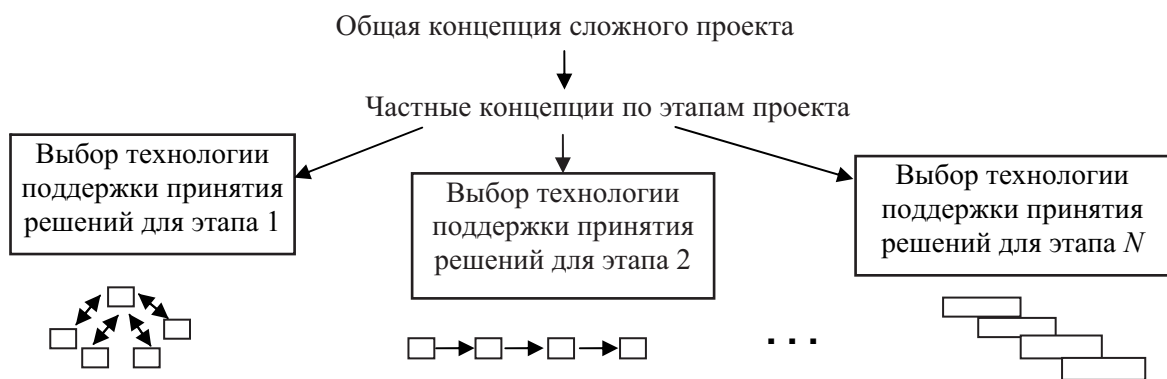 Общая концепция сложного проекта
Частные концепции по этапам проекта
Выбор технологии
поддержки принятия
решений для этапа 1
Выбор технологии
поддержки принятия
решений для этапа 2
Выбор технологии
поддержки принятия
решений для этапа N
...